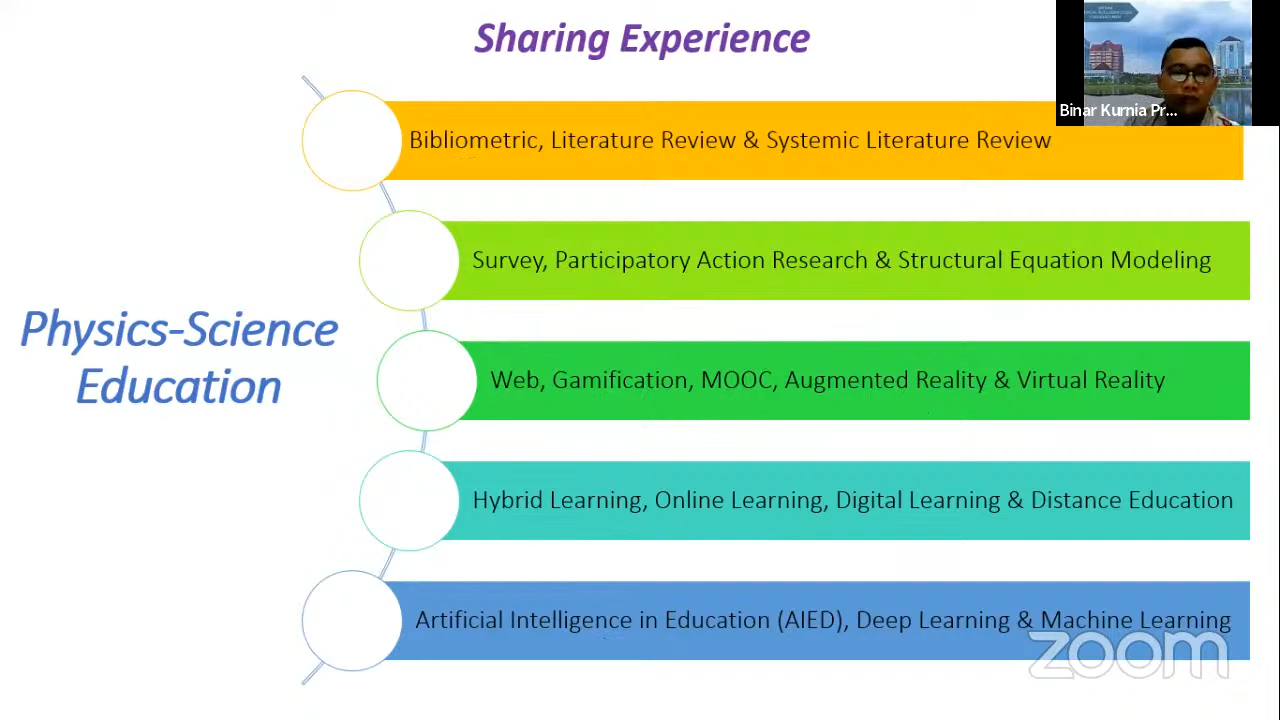 Sharing Experience
Binar Kurnia Pr...
Bibliometric, Literature Review & Systemic Literature Review
Survey, Participatory Action Research & Structural Equation Modeling
Physics-Science
Education
Web, Gamification, MOOC, Augmented Reality & Virtual Reality
Hybrid Learning, Online Learning, Digital Learning & Distance Education
Artificial Intelligence in Education (AIED), Deep Learning & Machine Learning
zoom